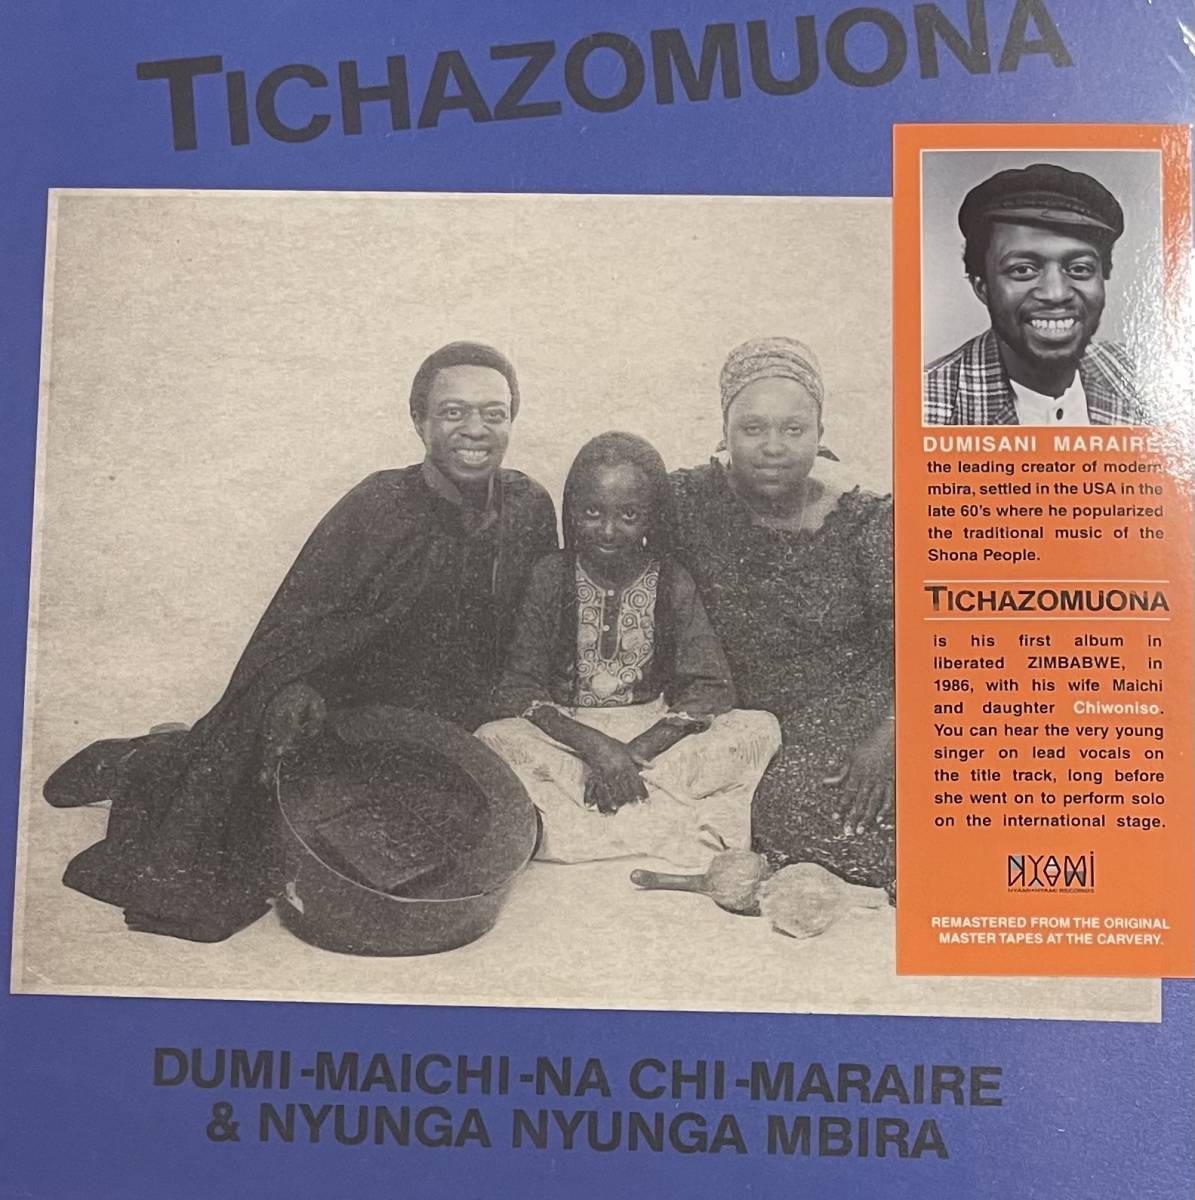 TICHAZOMUONA
DUMISANI MARAIRE
the leading creator of modern
mbira, settled in the USA in the
late 60's where he popularized
the traditional music of the
Shona People.
TICHAZOMUONA
is his first album in
liberated ZIMBABWE, in
1986, with his wife Maichi
and daughter Chiwoniso.
You can hear the very young
singer on lead vocals on
the title track, long before
she went on to perform solo
on the international stage.
NYAMI
NYAMI NYAMI RECORDS
REMASTERED FROM THE ORIGINAL
MASTER TAPES AT THE CARVERY.
DUMI-MAICHI-NA CHI-MARAIRE
& NYUNGA NYUNGA MBIRA